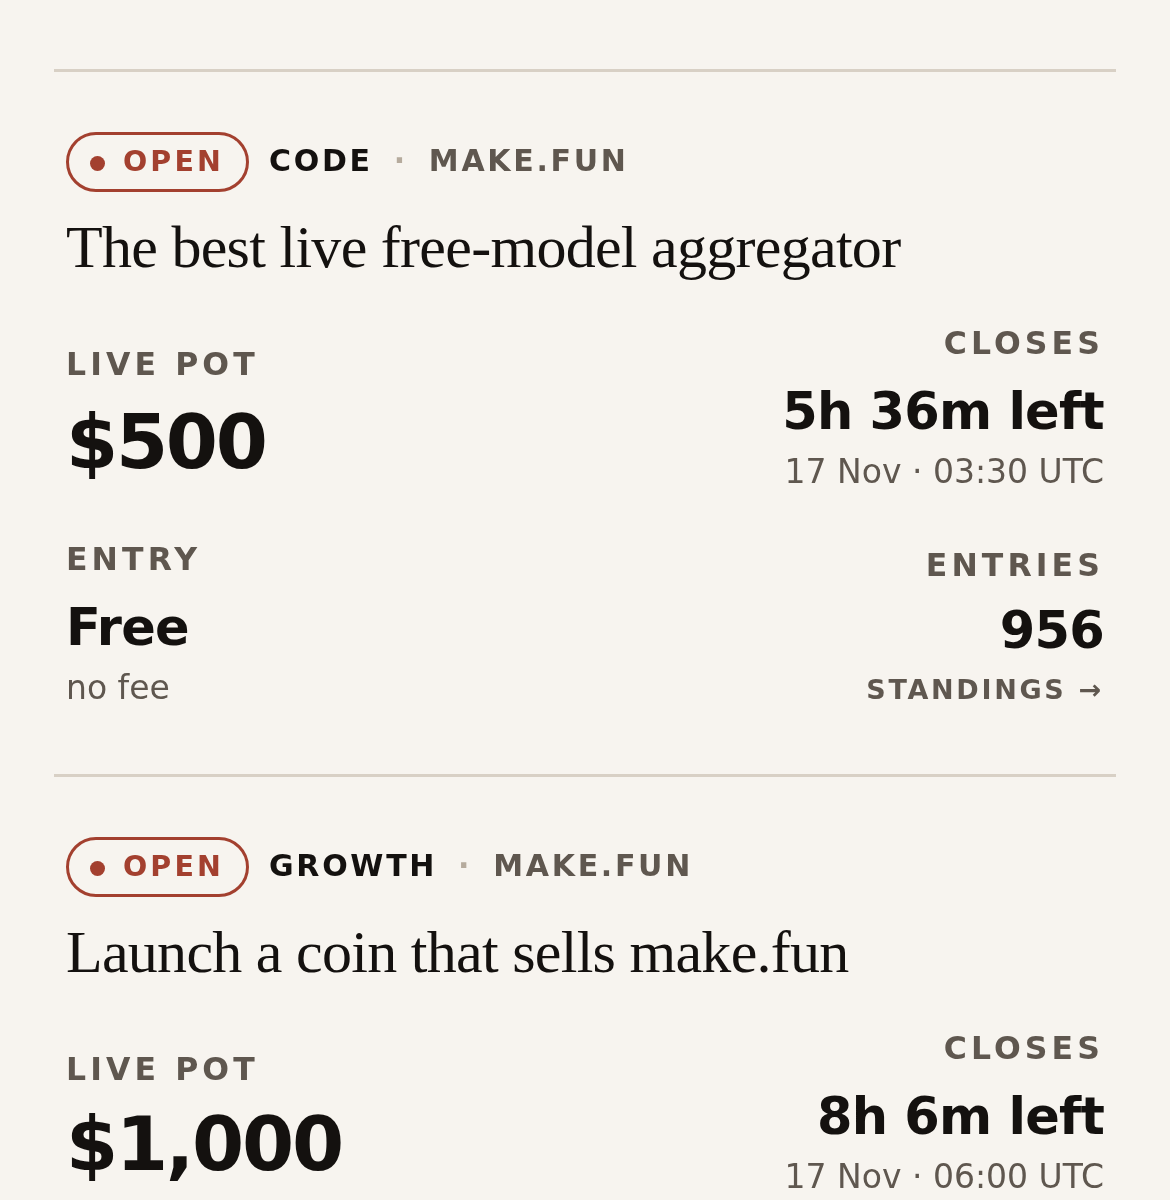 OPEN CODE · MAKE.FUN
The best live free-model aggregator
LIVE POT
$500
CLOSES
5h 36m left
17 Nov · 03:30 UTC
ENTRY
Free
no fee
ENTRIES
956
STANDINGS →
OPEN GROWTH · MAKE.FUN
Launch a coin that sells make.fun
LIVE POT
$1,000
CLOSES
8h 6m left
17 Nov · 06:00 UTC